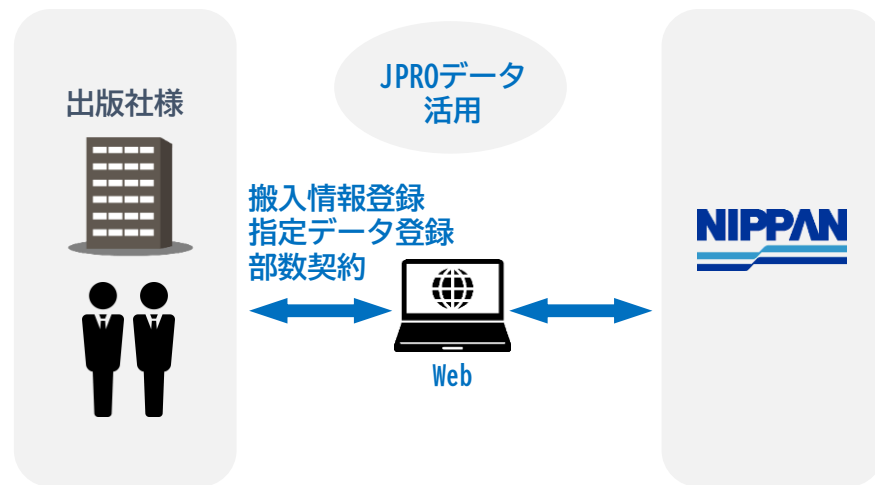 出版社様
JPROデータ
活用
搬入情報登録
指定データ登録
部数契約
Web
NIPPAN